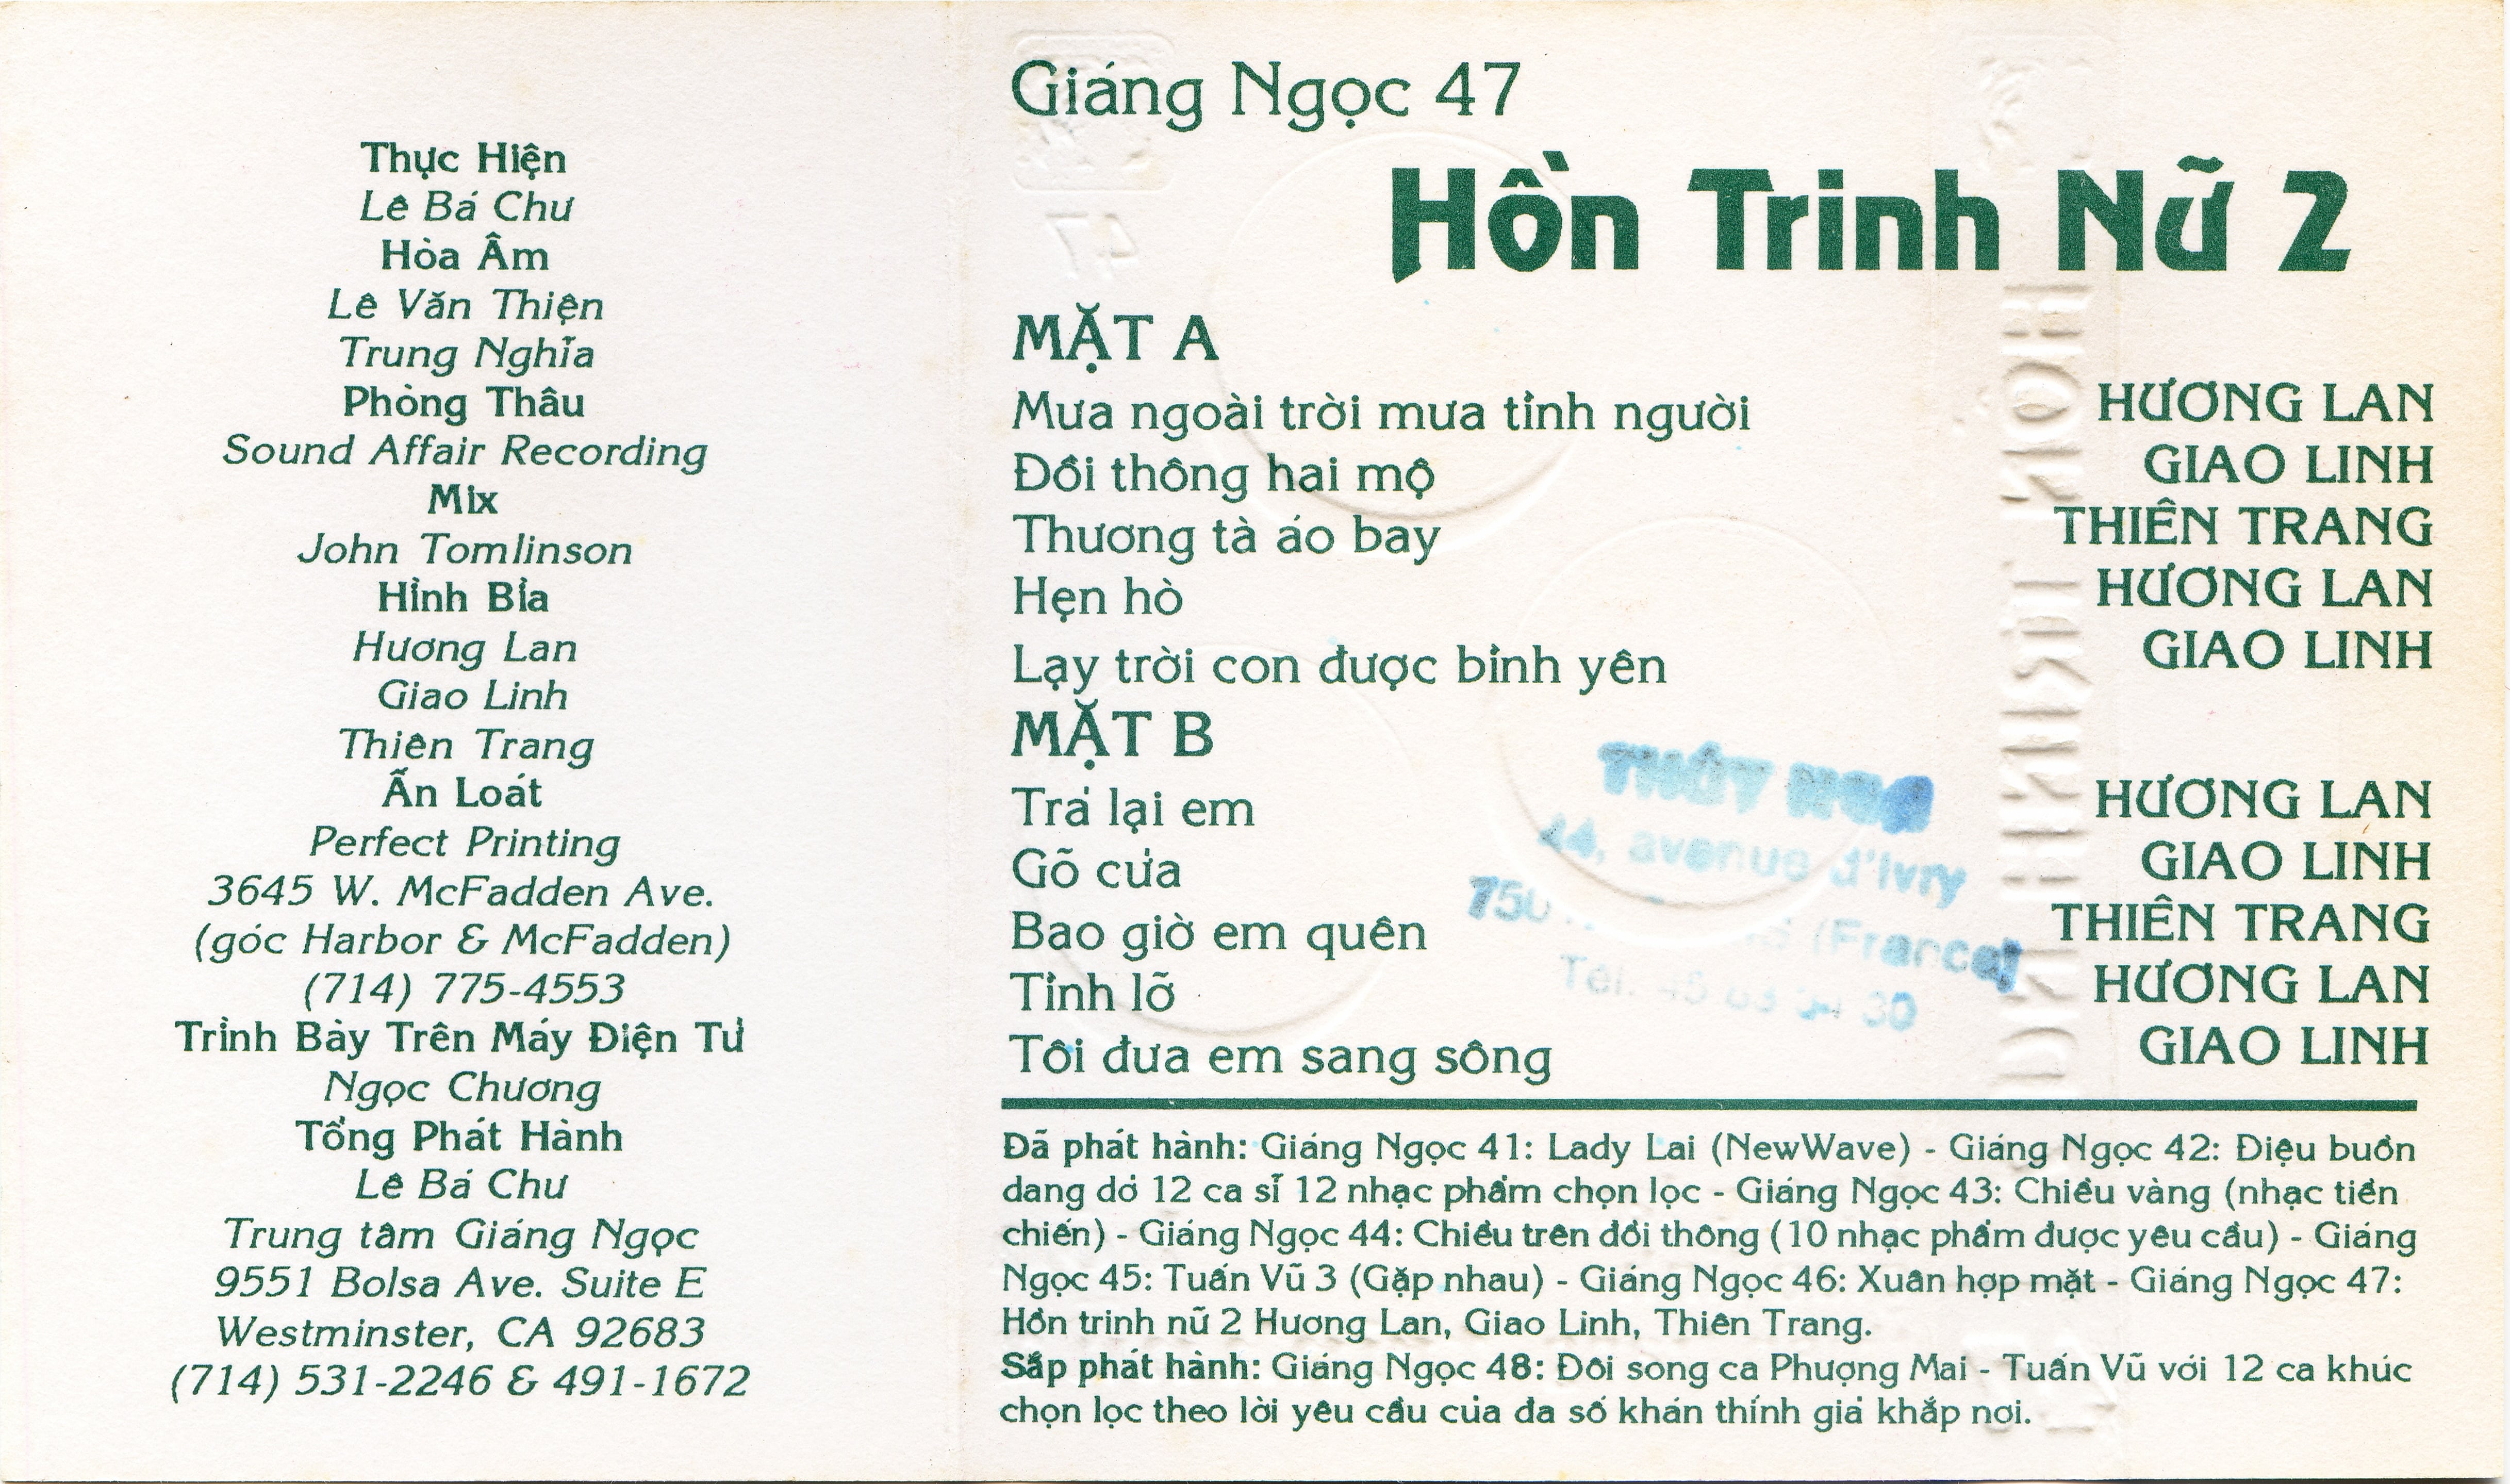 Thực Hiện
Lê Bá Chư
Hòa Âm
Lê Văn Thiện
Trung Nghĩa
Phòng Thâu
Sound Affair Recording
Mix
John Tomlinson
Hình Bìa
Hương Lan
Giao Linh
Thiên Trang
Ấn Loát
Perfect Printing
3645 W. McFadden Ave.
(góc Harbor & McFadden)
(714) 775-4553
Trình Bày Trên Máy Điện Tử
Ngọc Chương
Tổng Phát Hành
Lê Bá Chư
Trung tâm Giáng Ngọc
9551 Bolsa Ave. Suite E
Westminster, CA 92683
(714) 531-2246 & 491-1672
Giáng Ngọc 47
Hồn Trinh Nữ 2
MẶT A
Mưa ngoài trời mưa tình người HƯƠNG LAN
Đồi thông hai mộ GIAO LINH
Thương tà áo bay THIÊN TRANG
Hẹn hò HƯƠNG LAN
Lạy trời con được bình yên GIAO LINH
MẶT B
Trả lại em HƯƠNG LAN
Gõ cửa GIAO LINH
Bao giờ em quên THIÊN TRANG
Tình lỡ HƯƠNG LAN
Tôi đưa em sang sông GIAO LINH
THÚY NGA
44, avenue d'Ivry
(France)
Tel.
Đã phát hành: Giáng Ngọc 41: Lady Lai (NewWave) - Giáng Ngọc 42: Điệu buồn
dang dở 12 ca sĩ 12 nhạc phẩm chọn lọc - Giáng Ngọc 43: Chiều vàng (nhạc tiền
chiến) - Giáng Ngọc 44: Chiều trên đồi thông (10 nhạc phẩm được yêu cầu) - Giáng
Ngọc 45: Tuấn Vũ 3 (Gặp nhau) - Giáng Ngọc 46: Xuân họp mặt - Giáng Ngọc 47:
Hồn trinh nữ 2 Hương Lan, Giao Linh, Thiên Trang.
Sắp phát hành: Giáng Ngọc 48: Đôi song ca Phượng Mai - Tuấn Vũ với 12 ca khúc
chọn lọc theo lời yêu cầu của đa số khán thính giả khắp nơi.